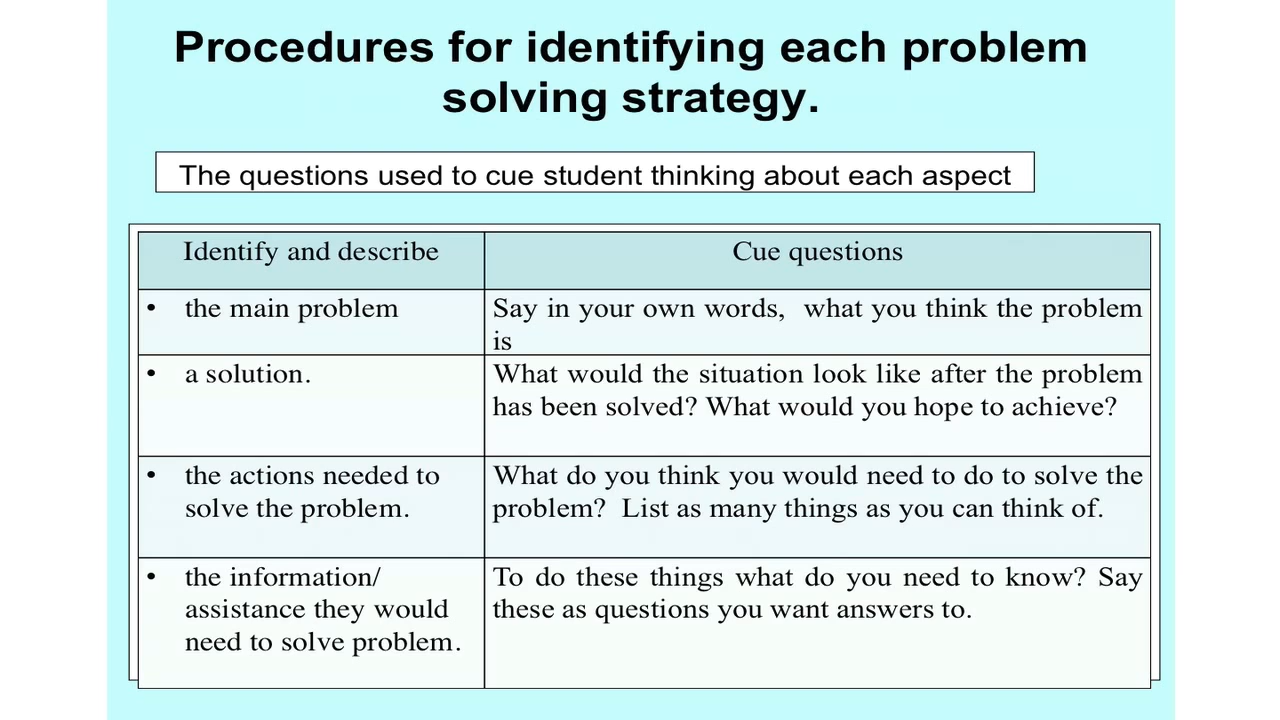 Procedures for identifying each problem
solving strategy.
The questions used to cue student thinking about each aspect
Identify and describe
Cue questions
• the main problem
Say in your own words, what you think the problem
is
• a solution.
What would the situation look like after the problem
has been solved? What would you hope to achieve?
• the actions needed to
solve the problem.
What do you think you would need to do to solve the
problem? List as many things as you can think of.
• the information/
assistance they would
need to solve problem.
To do these things what do you need to know? Say
these as questions you want answers to.